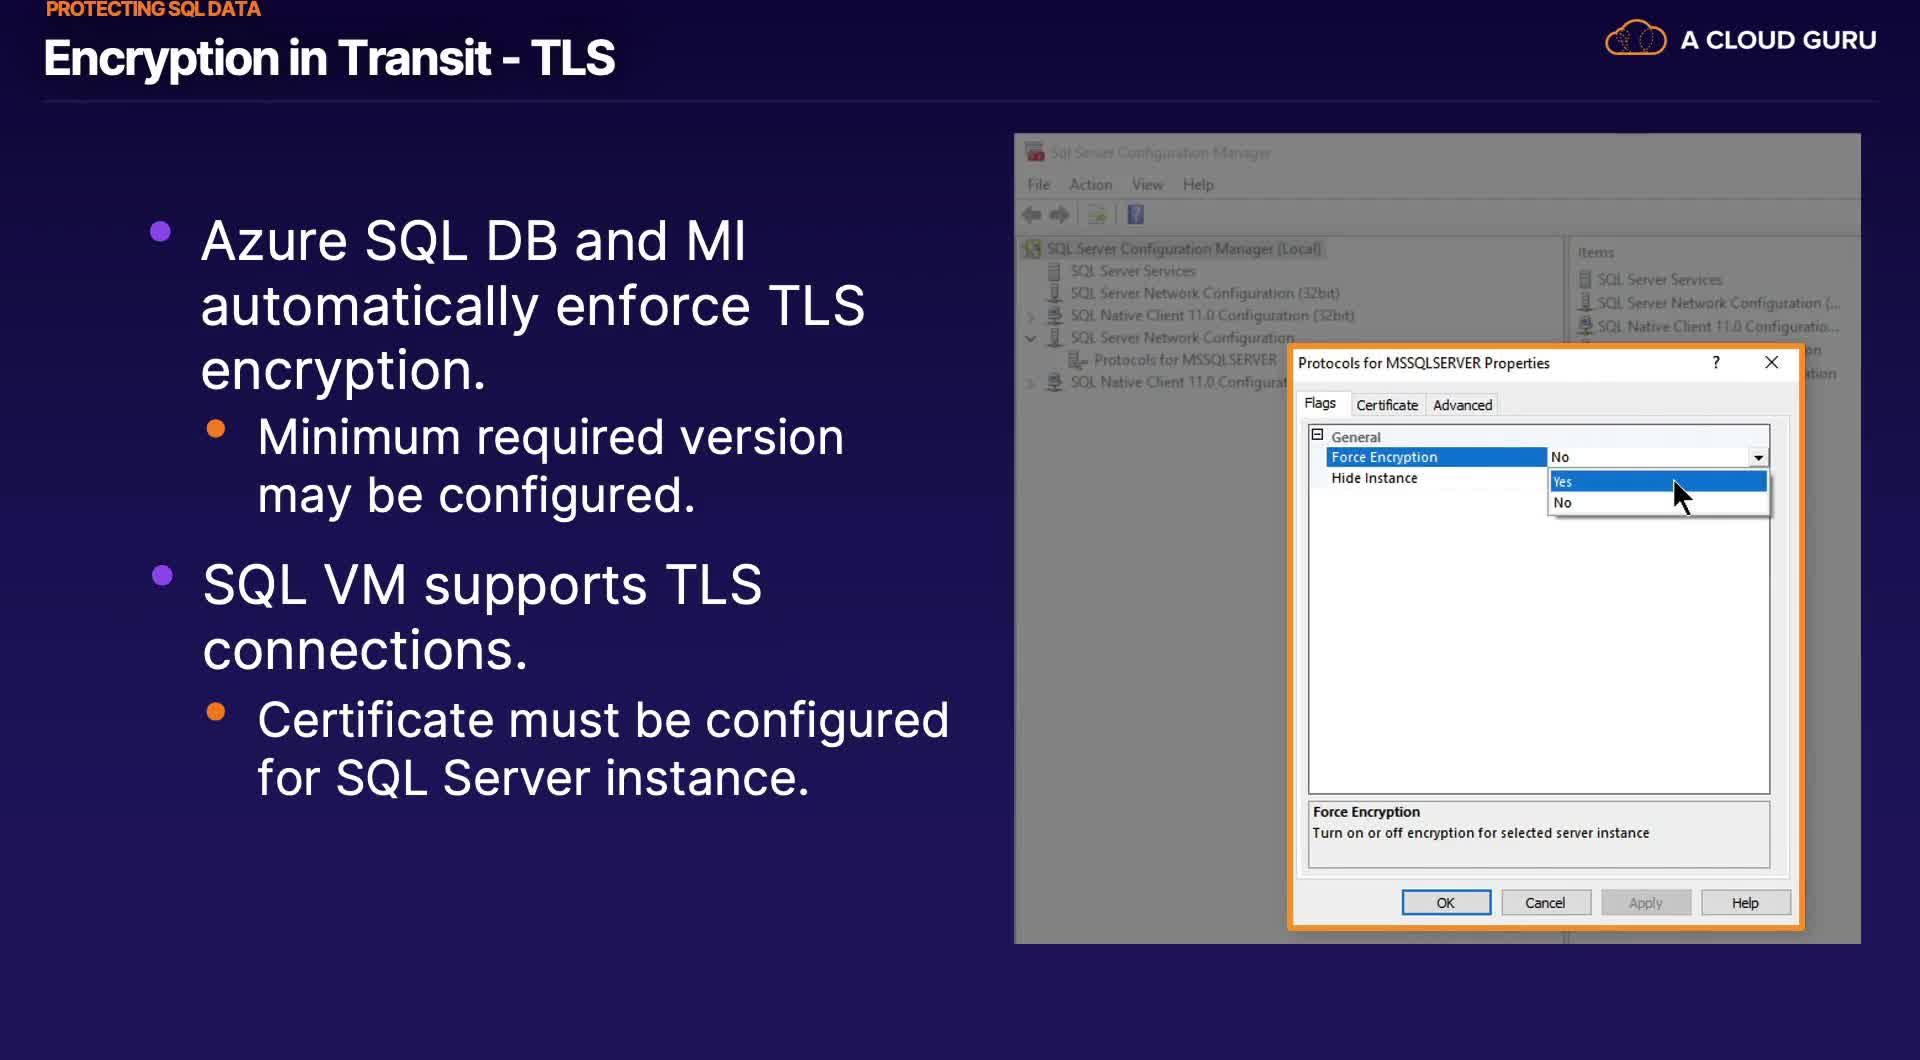 PROTECTING SQL DATA
Encryption in Transit - TLS
A CLOUD GURU
Azure SQL DB and MI
automatically enforce TLS
encryption.
Minimum required version
may be configured.
SQL VM supports TLS
connections.
Certificate must be configured
for SQL Server instance.
Sql Server Configuration Manager
File Action View Help
SQL Server Configuration Manager (Local)
SQL Server Services
SQL Server Network Configuration (32bit)
SQL Native Client 11.0 Configuration (32bit)
SQL Server Network Configuration
Protocols for MSSQLSERVER
SQL Native Client 11.0 Configurat
Items
SQL Server Services
SQL Server Network Configuration (...
SQL Native Client 11.0 Configuratio...
on
ation
Protocols for MSSQLSERVER Properties
Flags Certificate Advanced
General
Force Encryption No
Hide Instance
Yes
No
Force Encryption
Turn on or off encryption for selected server instance
OK Cancel Apply Help